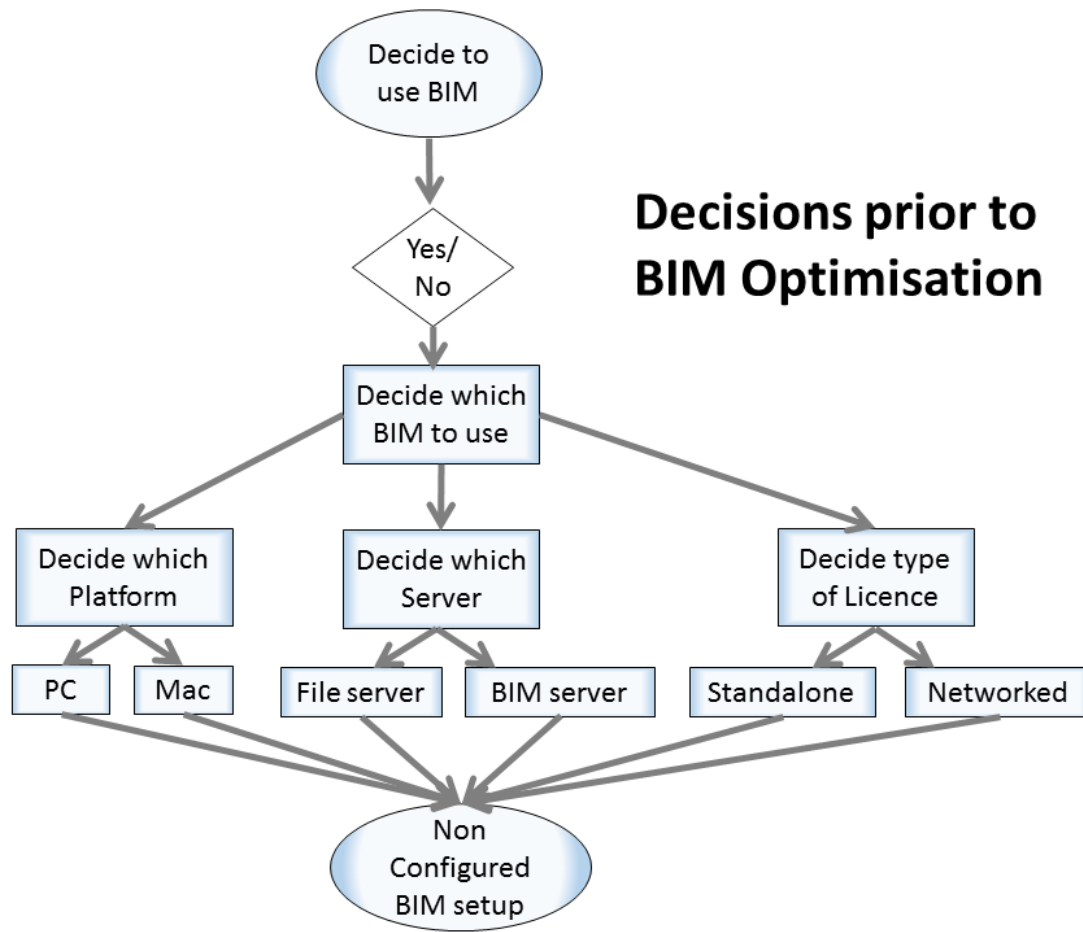 Decide to
use BIM
Yes/
No
Decisions prior to
BIM Optimisation
Decide which
BIM to use
Decide which
Platform
Decide which
Server
Decide type
of Licence
PC
Mac
File server
BIM server
Standalone
Networked
Non
Configured
BIM setup